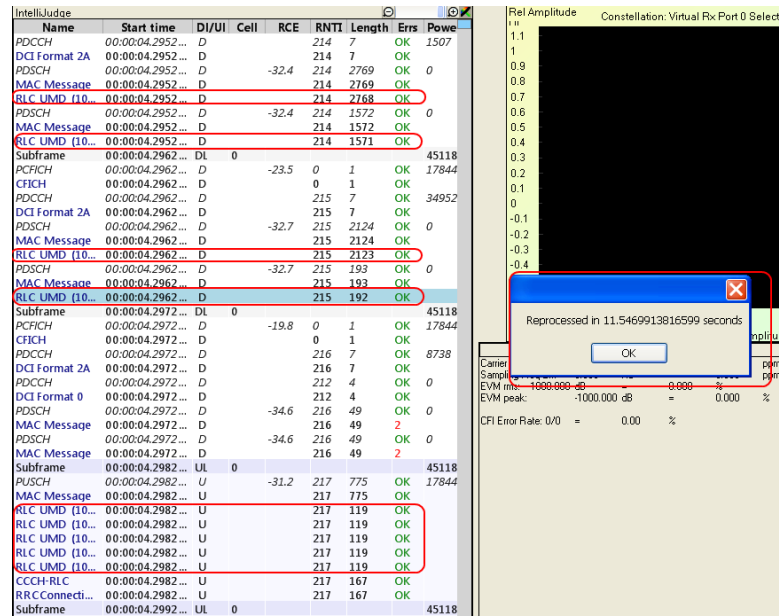 IntelliJudge
Name Start time DI/UI Cell RCE RNTI Length Errs Powe
PDCCH 00:00:04.2952... D 214 7 OK 1507
DCI Format 2A 00:00:04.2952... D 214 7 OK
PDSCH 00:00:04.2952... D -32.4 214 2769 OK 0
MAC Message 00:00:04.2952... D 214 2769 OK
RLC UMD (10... 00:00:04.2952... D 214 2768 OK
PDSCH 00:00:04.2952... D -32.4 214 1572 OK 0
MAC Message 00:00:04.2952... D 214 1572 OK
RLC UMD (10... 00:00:04.2952... D 214 1571 OK
Subframe 00:00:04.2962... DL 0 45118
PCFICH 00:00:04.2962... D -23.5 0 1 OK 17844
CFICH 00:00:04.2962... D 0 1 OK
PDCCH 00:00:04.2962... D 215 7 OK 34952
DCI Format 2A 00:00:04.2962... D 215 7 OK
PDSCH 00:00:04.2962... D -32.7 215 2124 OK 0
MAC Message 00:00:04.2962... D 215 2124 OK
RLC UMD (10... 00:00:04.2962... D 215 2123 OK
PDSCH 00:00:04.2962... D -32.7 215 193 OK 0
MAC Message 00:00:04.2962... D 215 193 OK
RLC UMD (10... 00:00:04.2962... D 215 192 OK
Subframe 00:00:04.2972... DL 0 45118
PCFICH 00:00:04.2972... D -19.8 0 1 OK 17844
CFICH 00:00:04.2972... D 0 1 OK
PDCCH 00:00:04.2972... D 216 7 OK 8738
DCI Format 2A 00:00:04.2972... D 216 7 OK
PDCCH 00:00:04.2972... D 212 4 OK 0
DCI Format 0 00:00:04.2972... D 212 4 OK
PDSCH 00:00:04.2972... D -34.6 216 49 OK 0
MAC Message 00:00:04.2972... D 216 49 2
PDSCH 00:00:04.2972... D -34.6 216 49 OK 0
MAC Message 00:00:04.2972... D 216 49 2
Subframe 00:00:04.2982... UL 0 45118
PUSCH 00:00:04.2982... U -31.2 217 775 OK 17844
MAC Message 00:00:04.2982... U 217 775 OK
RLC UMD (10... 00:00:04.2982... U 217 119 OK
RLC UMD (10... 00:00:04.2982... U 217 119 OK
RLC UMD (10... 00:00:04.2982... U 217 119 OK
RLC UMD (10... 00:00:04.2982... U 217 119 OK
RLC UMD (10... 00:00:04.2982... U 217 119 OK
CCCH-RLC 00:00:04.2982... U 217 167 OK
RRCConnecti... 00:00:04.2982... U 217 167 OK
Subframe 00:00:04.2992... UL 0 45118
Rel Amplitude Constellation: Virtual Rx Port 0 Select
1.1
1
0.9
0.8
0.7
0.6
0.5
0.4
0.3
0.2
0.1
0
-0.1
-0.2
-0.3
-0.4
Reprocessed in 11.5469913816599 seconds
OK
mplitu
Carrier ppm
ppm
EVM rms: -1000.000 dB = 0.000 %
EVM peak: -1000.000 dB = 0.000 %
CFI Error Rate: 0/0 = 0.00 %